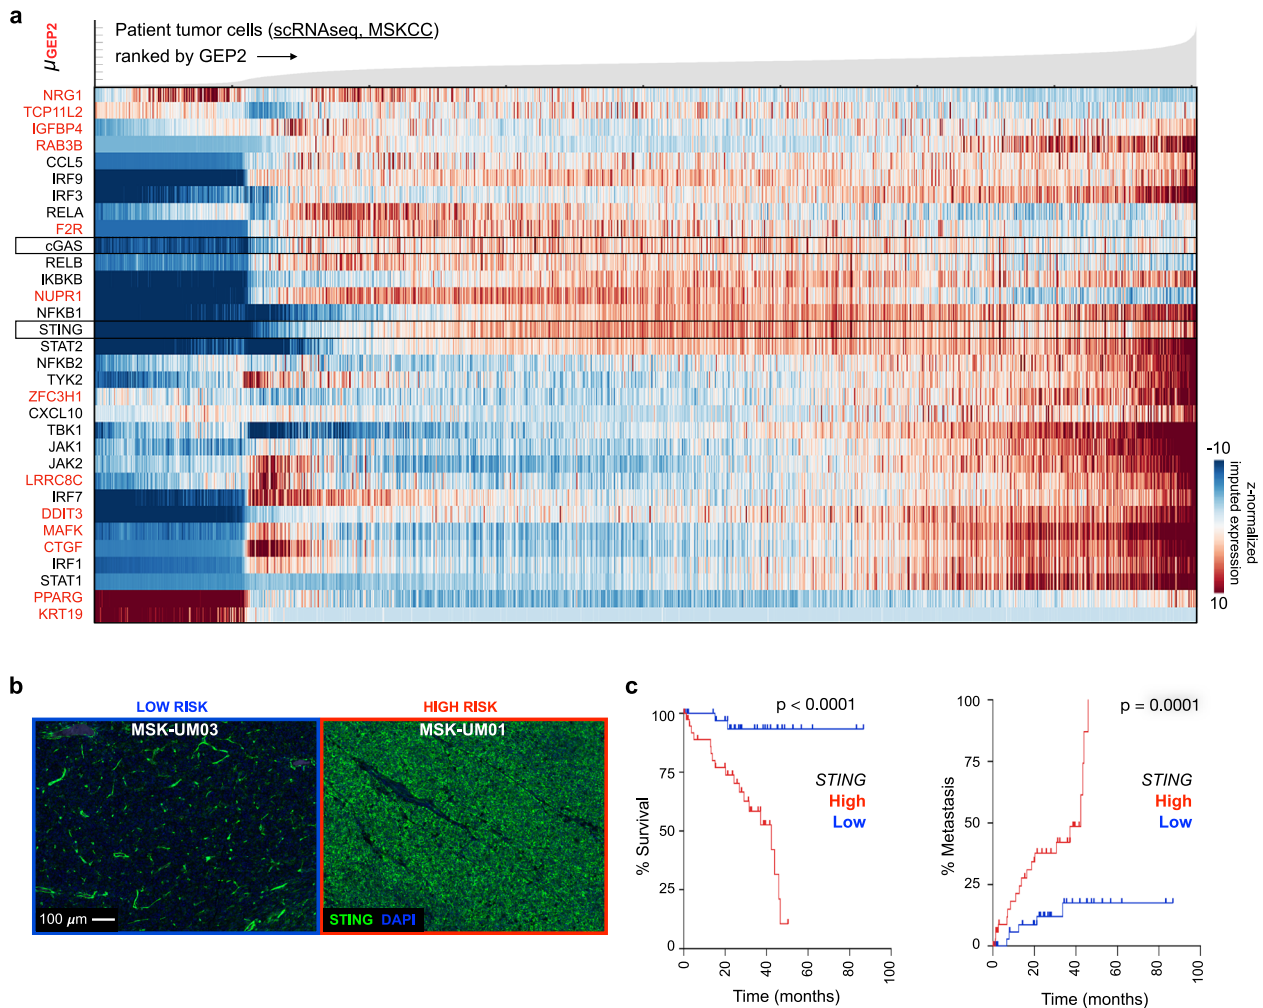 a
Patient tumor cells (scRNAseq, MSKCC)
ranked by GEP2
μGEP2
NRG1
TCP11L2
IGFBP4
RAB3B
CCL5
IRF9
IRF3
RELA
F2R
cGAS
RELB
IKBKB
NUPR1
NFKB1
STING
STAT2
NFKB2
TYK2
ZFC3H1
CXCL10
TBK1
JAK1
JAK2
LRRC8C
IRF7
DDIT3
MAFK
CTGF
IRF1
STAT1
PPARG
KRT19
-10
z-normalized
imputed expression
10
b
LOW RISK
HIGH RISK
MSK-UM03
MSK-UM01
100 μm
STING DAPI
c
p < 0.0001
% Survival
100
75
50
25
0
STING
High
Low
0 20 40 60 80 100
Time (months)
p = 0.0001
% Metastasis
100
75
50
25
0
STING
High
Low
0 20 40 60 80 100
Time (months)